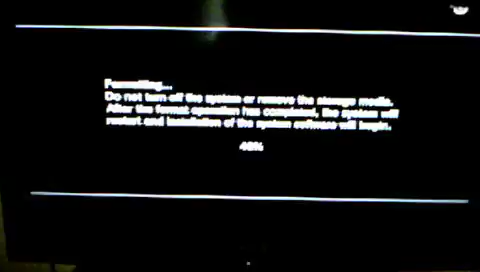 Formatting...
Do not turn off the system or remove the storage media.
After the format operation has completed, the system will
restart and installation of the system software will begin.
46%